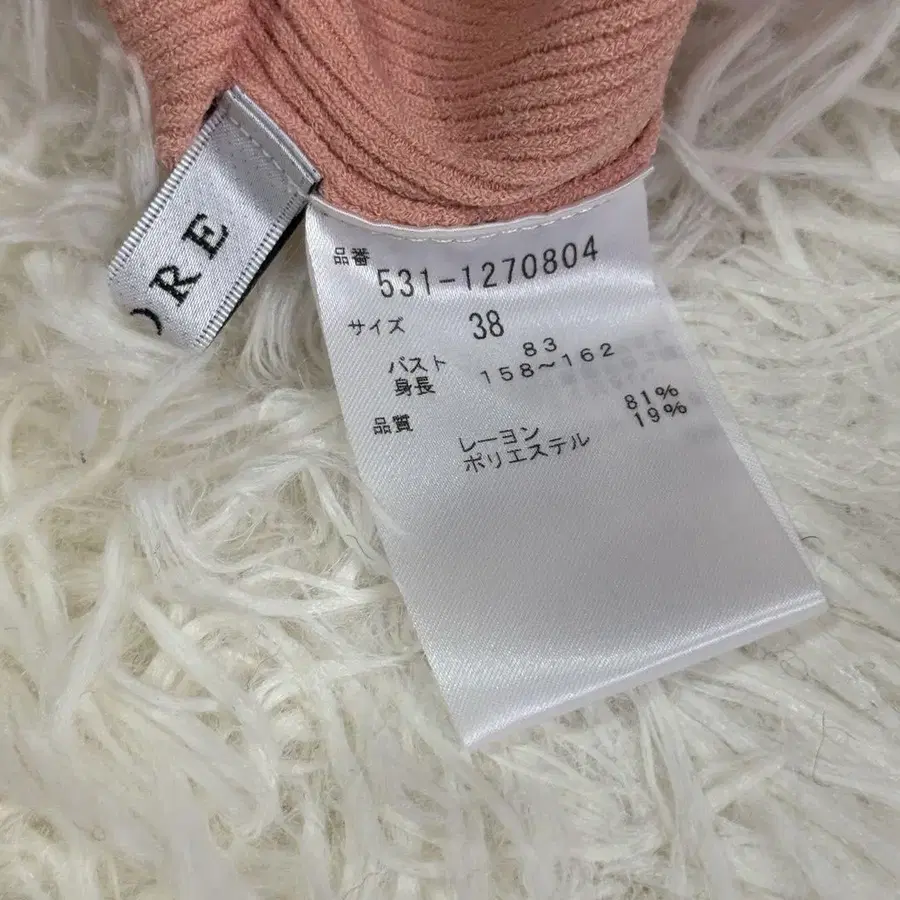 ORE
品番 531-1270804
サイズ 38
バスト 83
身長 158～162
品質
レーヨン 81%
ポリエステル 19%